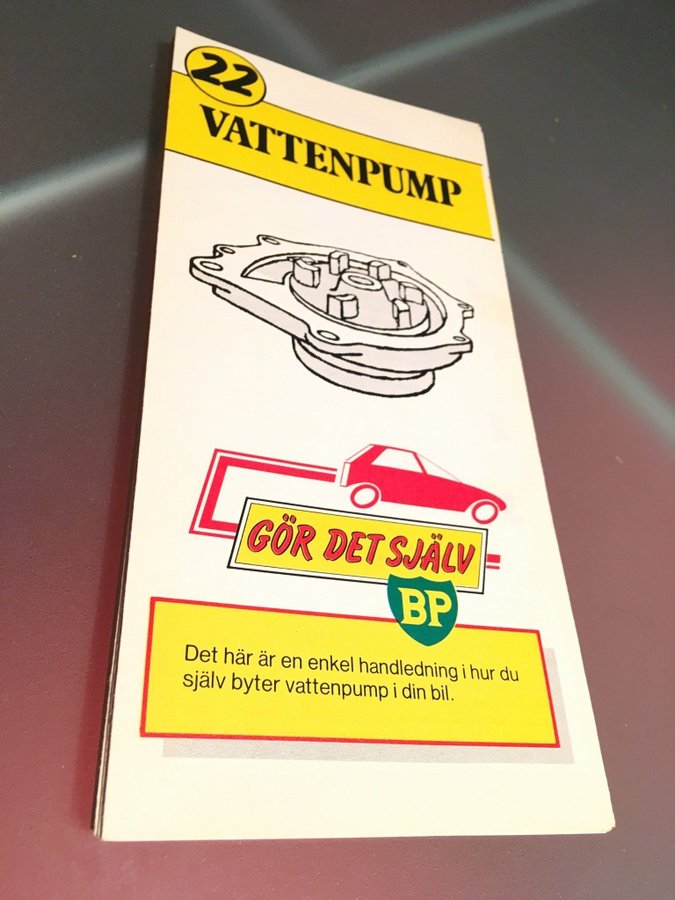 22
VATTENPUMP
GÖR DET SJÄLV
BP
Det här är en enkel handledning i hur du
själv byter vattenpump i din bil.